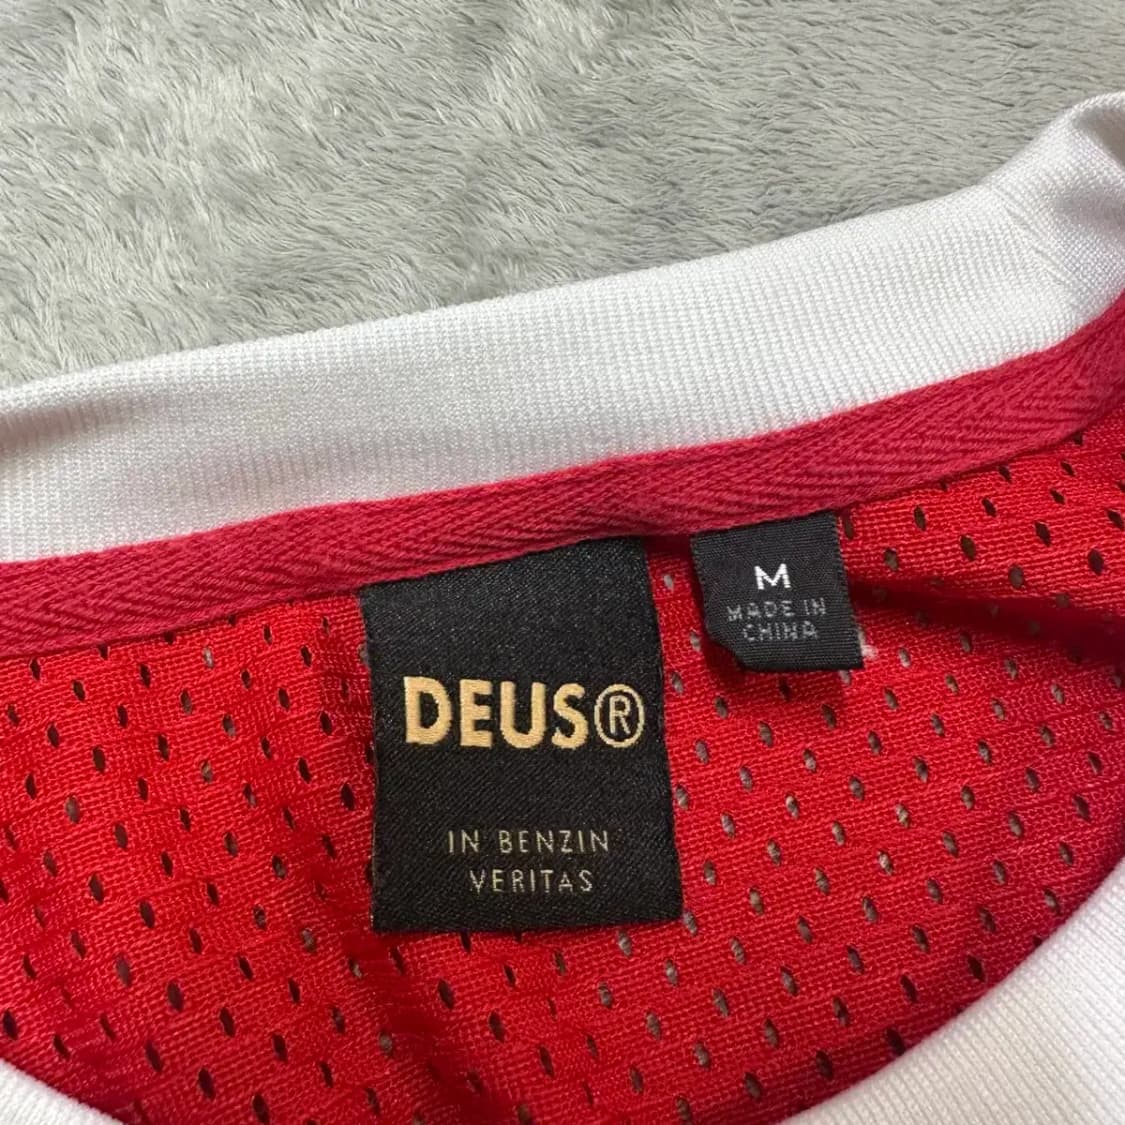 M
MADE IN
CHINA
DEUS®
IN BENZIN
VERITAS